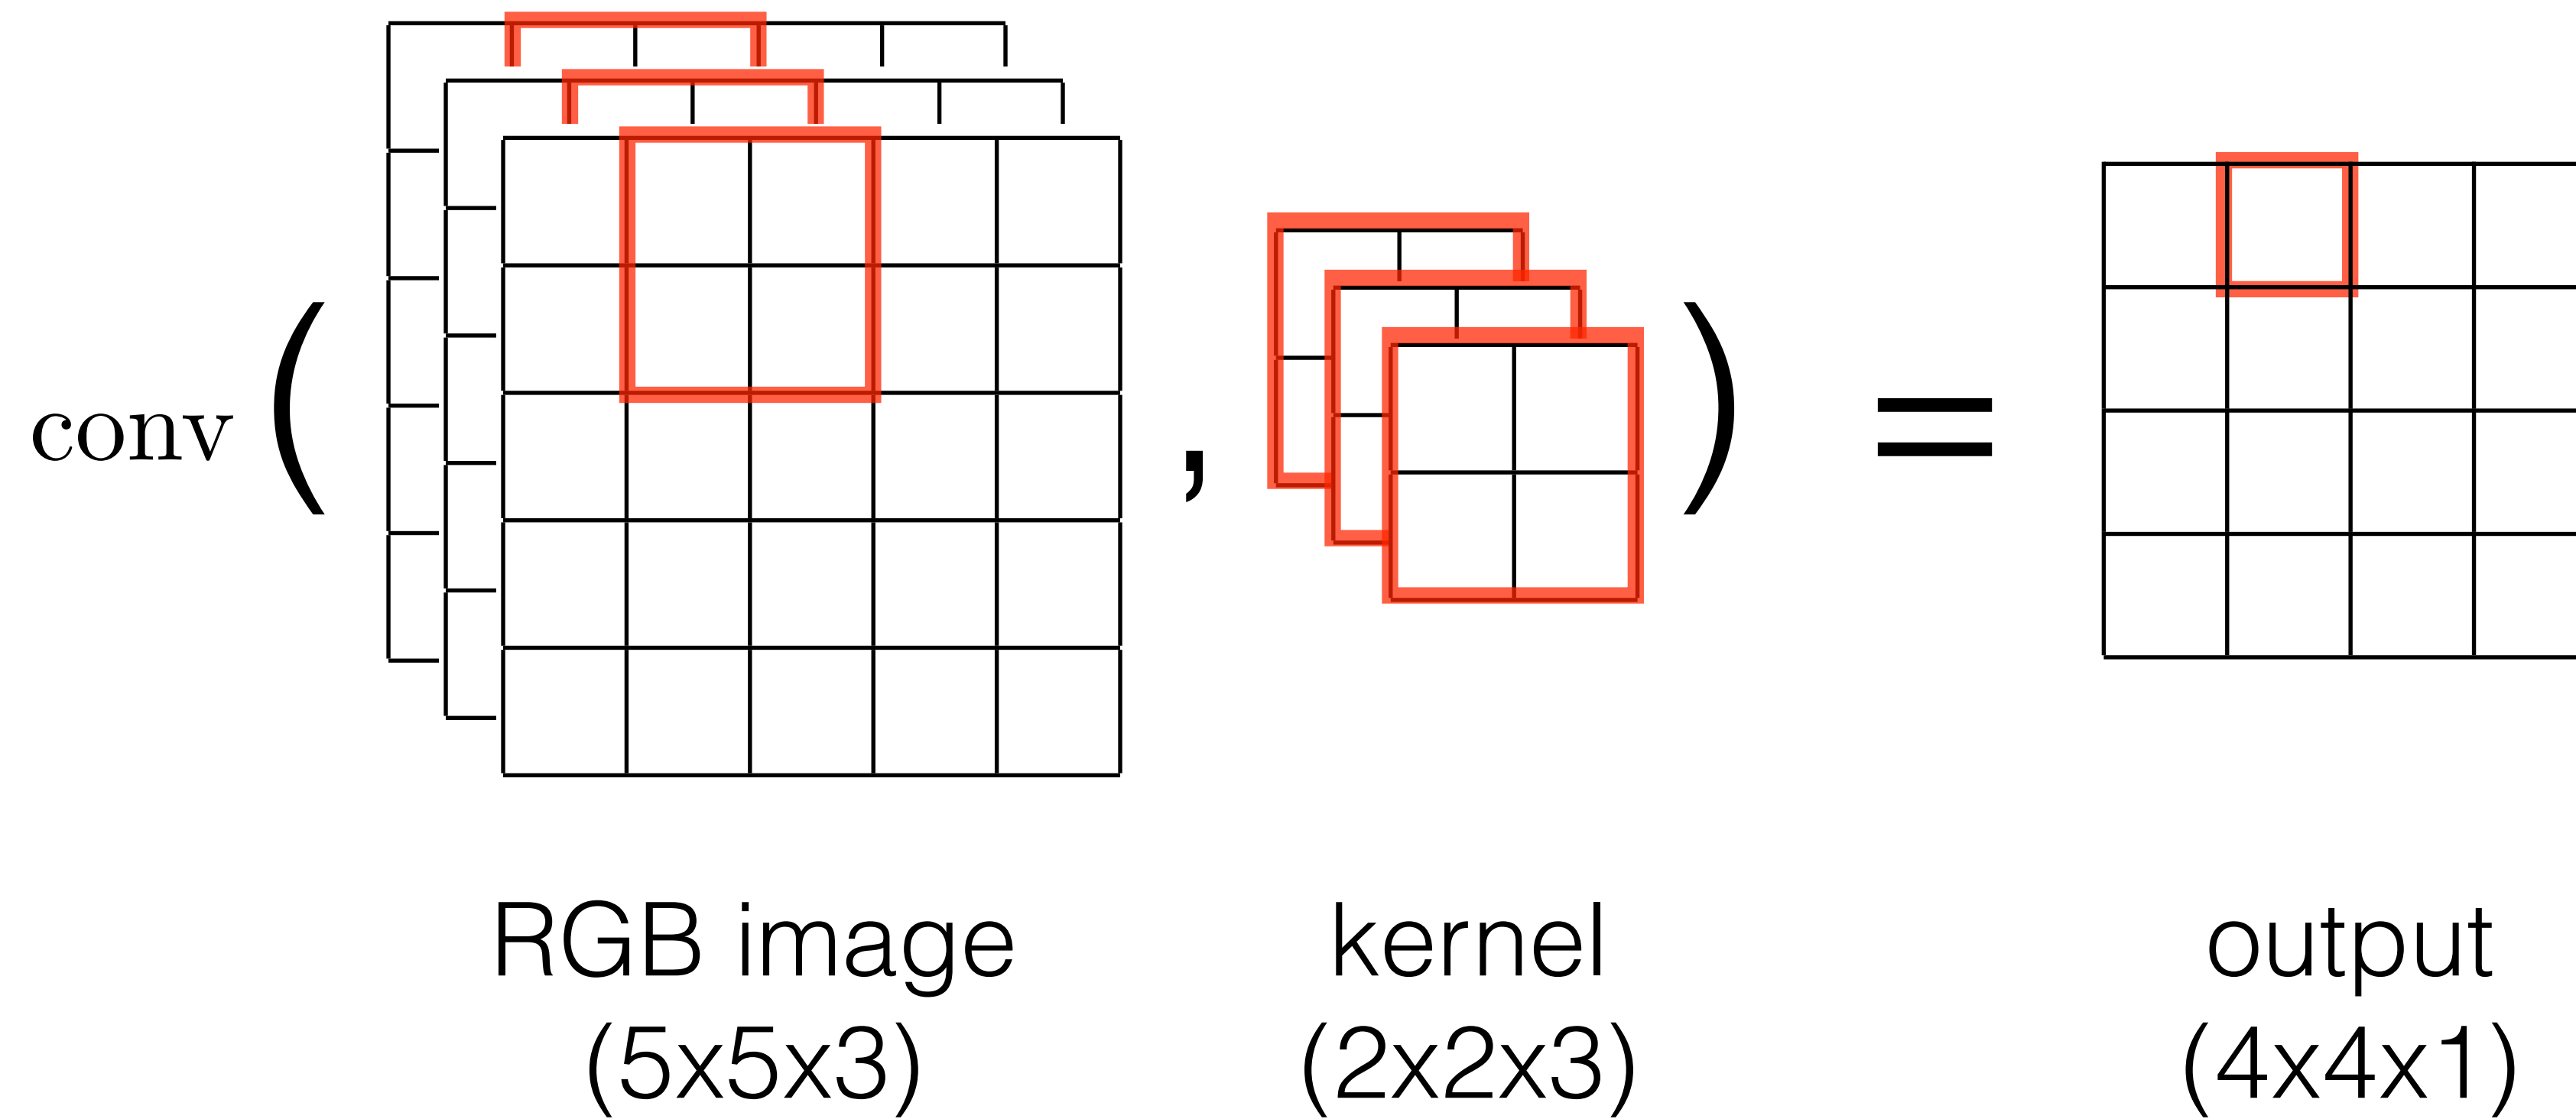 conv ( , ) =
RGB image
(5x5x3)
kernel
(2x2x3)
output
(4x4x1)